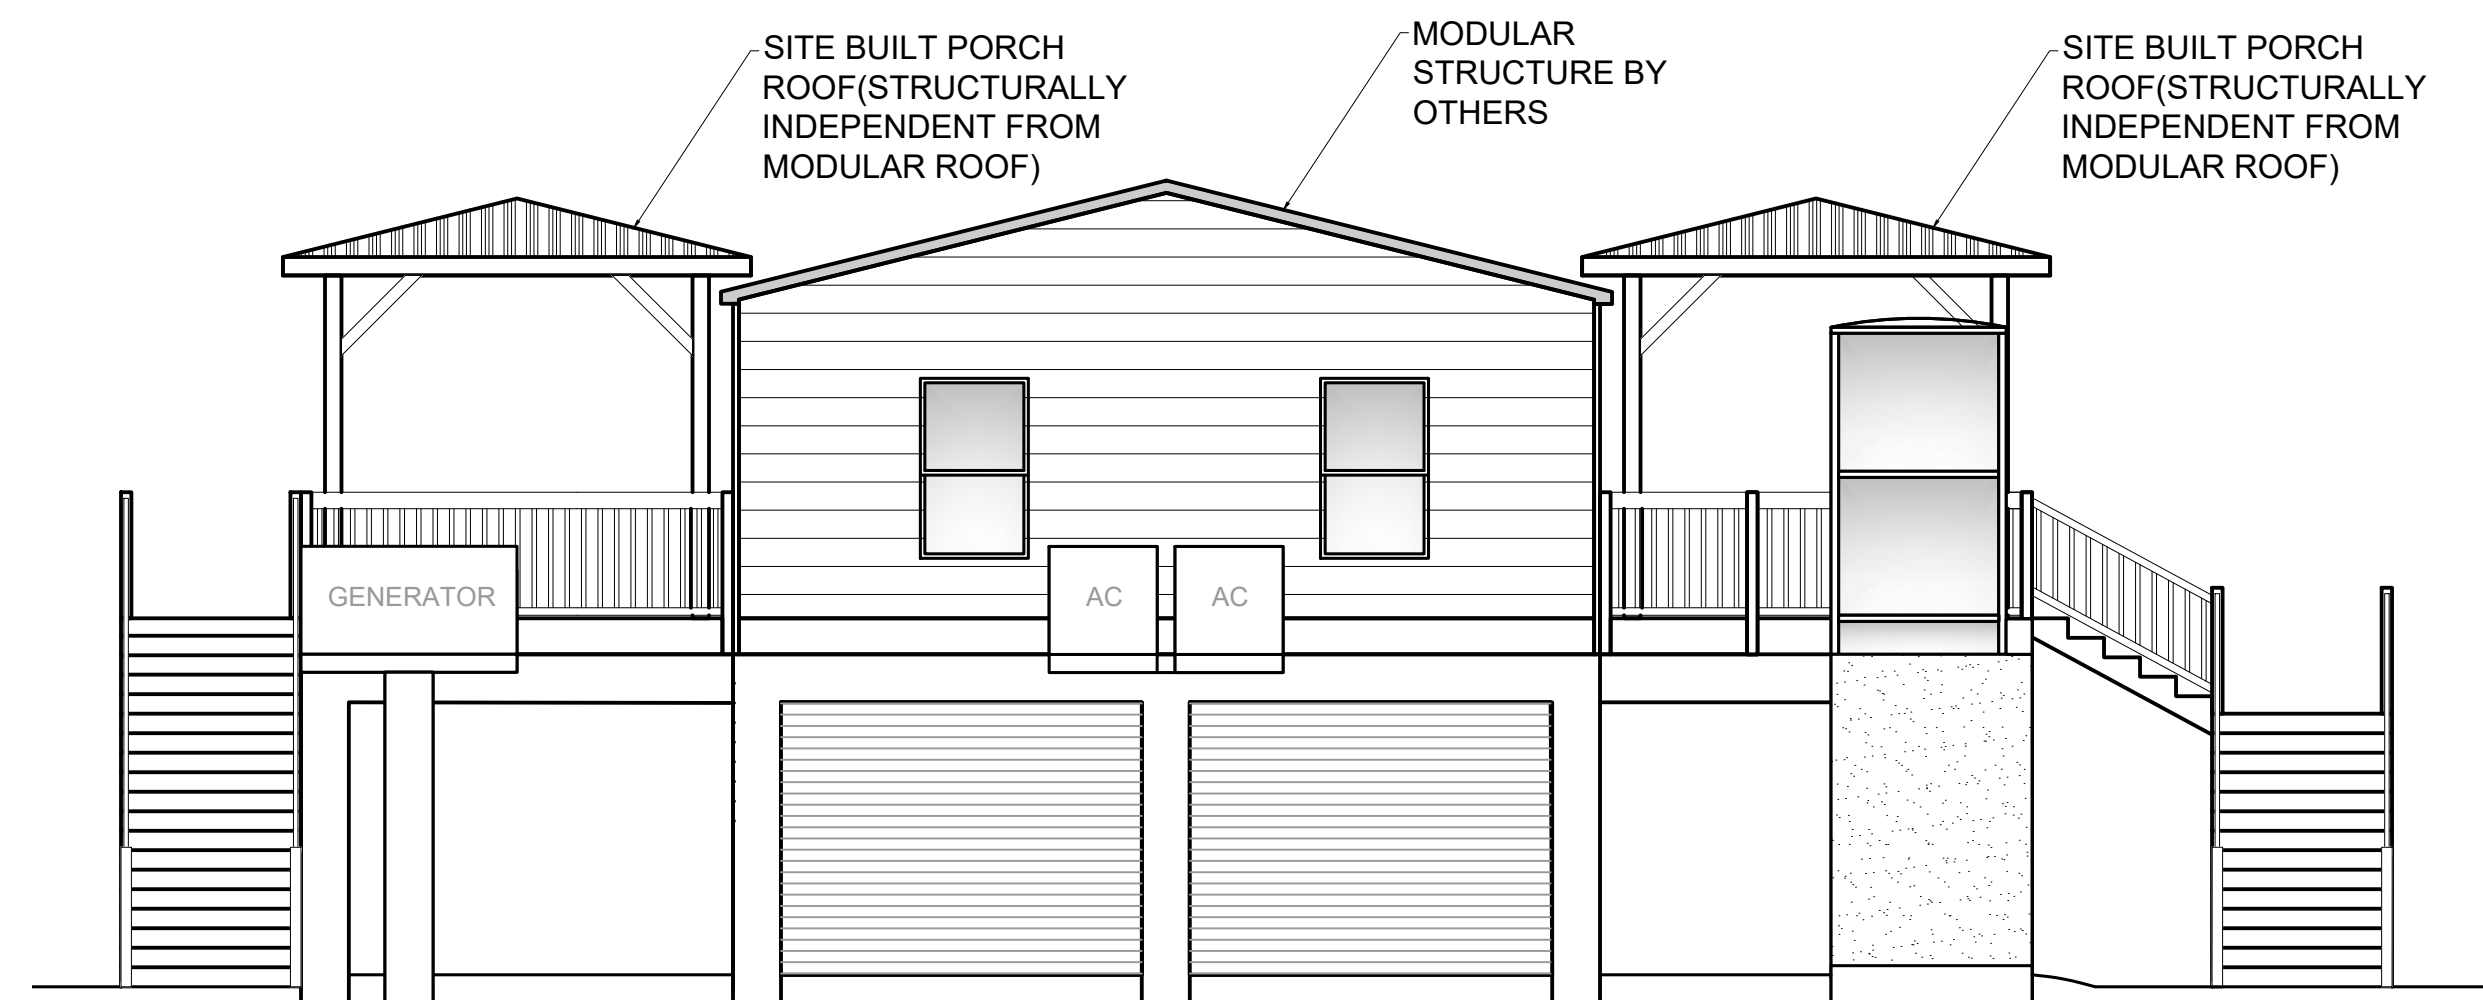 SITE BUILT PORCH
ROOF(STRUCTURALLY
INDEPENDENT FROM
MODULAR ROOF)
MODULAR
STRUCTURE BY
OTHERS
SITE BUILT PORCH
ROOF(STRUCTURALLY
INDEPENDENT FROM
MODULAR ROOF)
GENERATOR
AC
AC